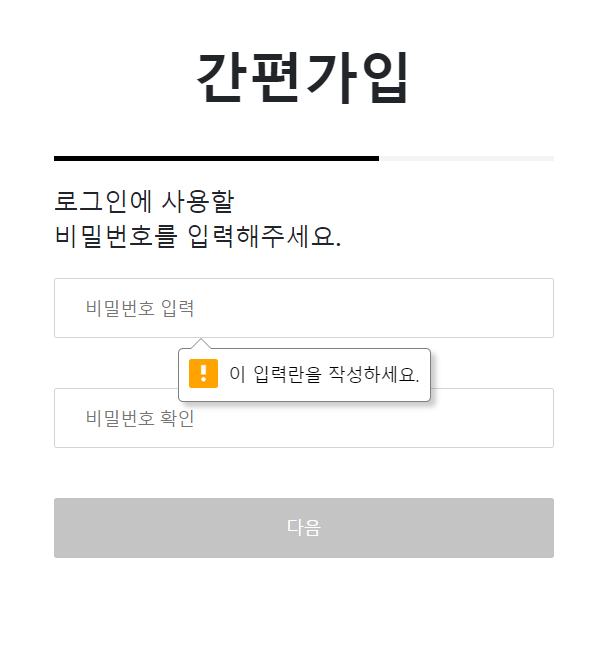 간편가입
로그인에 사용할
비밀번호를 입력해주세요.
비밀번호 입력
이 입력란을 작성하세요.
비밀번호 확인
다음